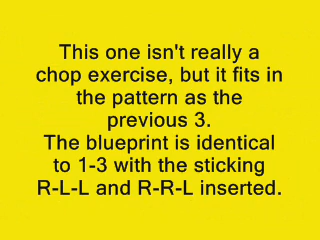 This one isn't really a
chop exercise, but it fits in
the pattern as the
previous 3.
The blueprint is identical
to 1-3 with the sticking
R-L-L and R-R-L inserted.